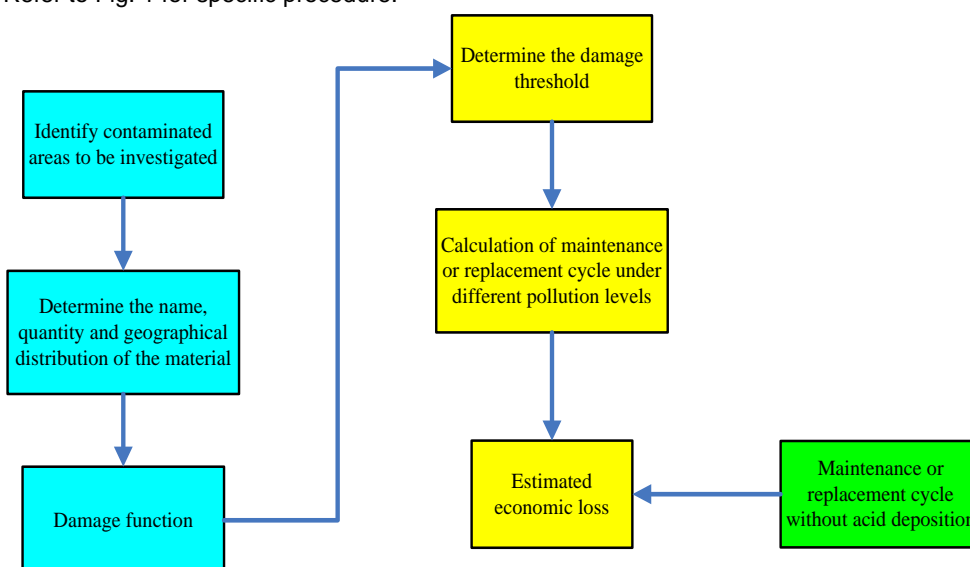 Refer to Fig. 1 for specific procedure.
Identify contaminated
areas to be investigated
Determine the name,
quantity and geographical
distribution of the material
Damage function
Determine the damage
threshold
Calculation of maintenance
or replacement cycle under
different pollution levels
Estimated
economic loss
Maintenance or
replacement cycle
without acid deposition